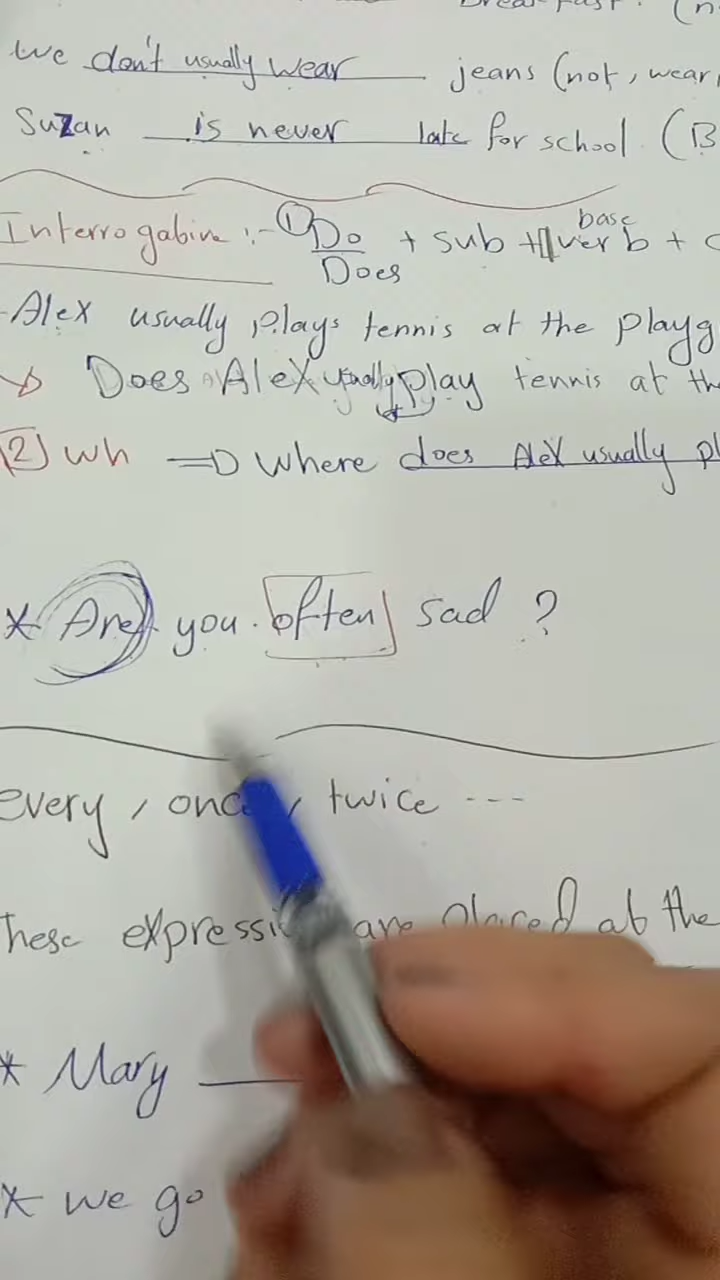 we don't usually wear jeans (not, wear,
Suzan is never late for school. (B
Interrogative :- ① Do + sub + verb +
base
Does
Alex usually plays tennis at the playg
Does Alex usually play tennis at the
2 wh => where does Alex usually pl
* Are you often sad ?
every, once, twice ---
These are placed at the
* Mary
* we go